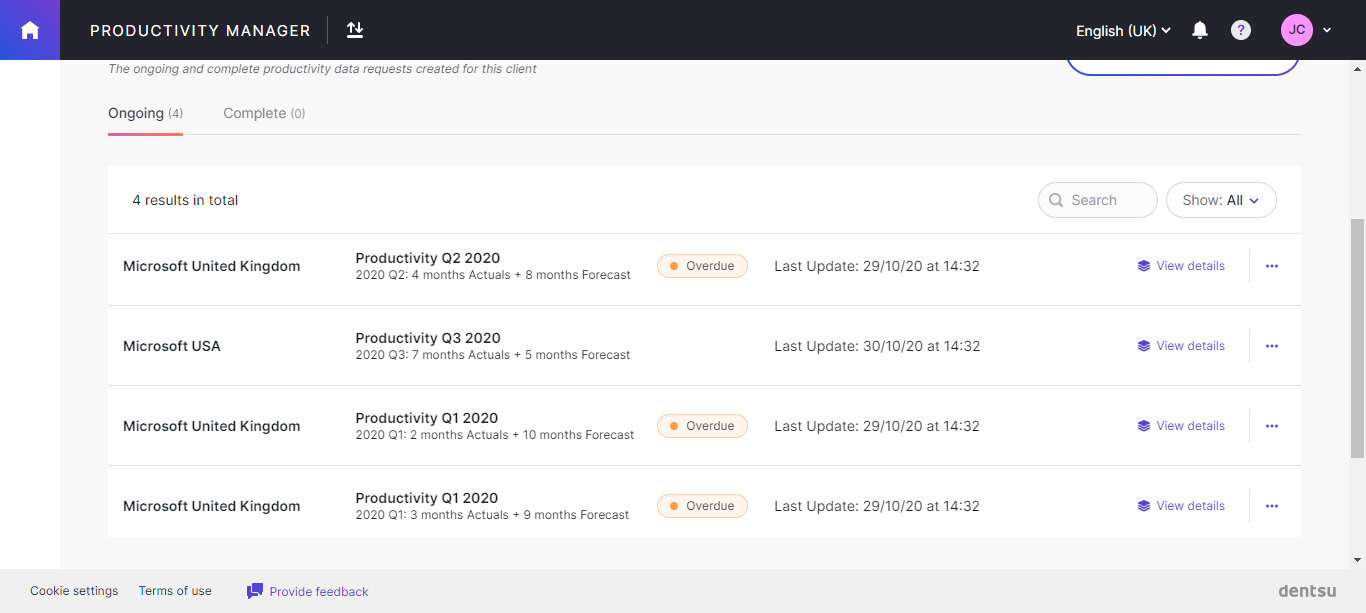 PRODUCTIVITY MANAGER English (UK) ? JC
The ongoing and complete productivity data requests created for this client
Ongoing (4) Complete (0)
4 results in total Search Show: All
Microsoft United Kingdom Productivity Q2 2020 Overdue Last Update: 29/10/20 at 14:32 View details
2020 Q2: 4 months Actuals + 8 months Forecast
Microsoft USA Productivity Q3 2020 Last Update: 30/10/20 at 14:32 View details
2020 Q3: 7 months Actuals + 5 months Forecast
Microsoft United Kingdom Productivity Q1 2020 Overdue Last Update: 29/10/20 at 14:32 View details
2020 Q1: 2 months Actuals + 10 months Forecast
Microsoft United Kingdom Productivity Q1 2020 Overdue Last Update: 29/10/20 at 14:32 View details
2020 Q1: 3 months Actuals + 9 months Forecast
Cookie settings Terms of use Provide feedback dentsu